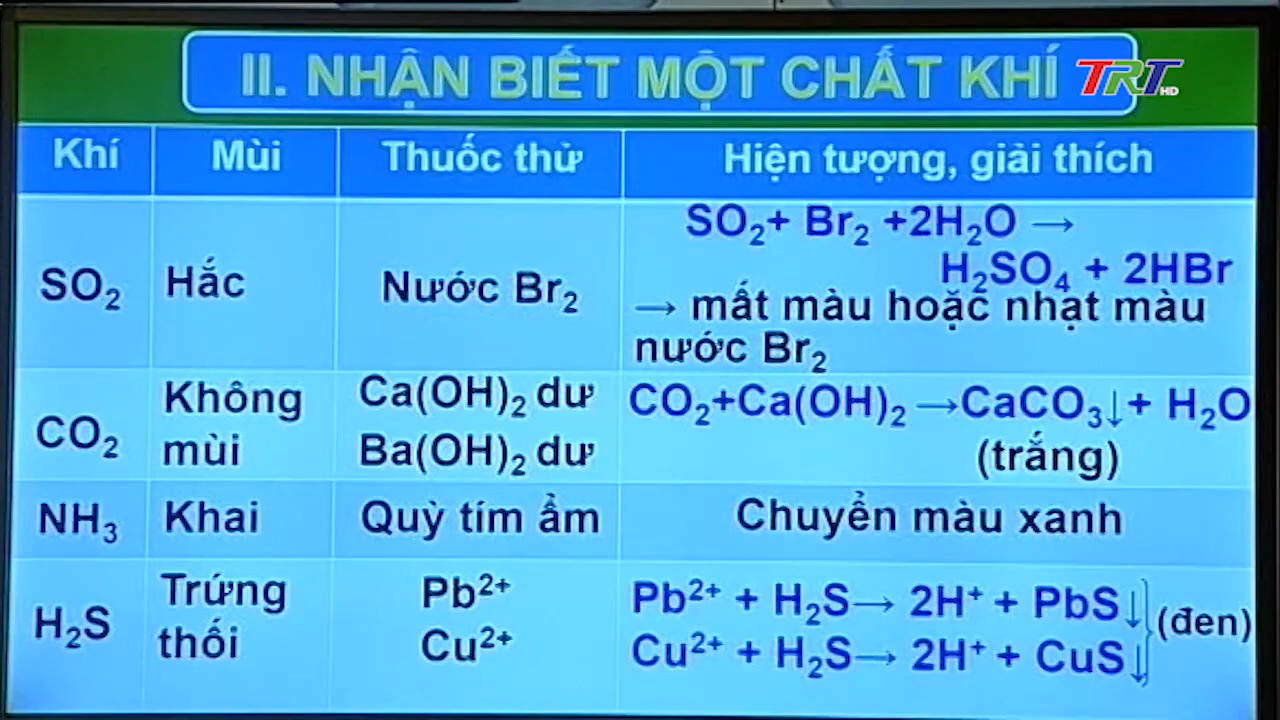 II. NHẬN BIẾT MỘT CHẤT KHÍ
TRT HD
Khí Mùi Thuốc thử Hiện tượng, giải thích
SO₂ Hắc Nước Br₂ SO₂+ Br₂ +2H₂O →
H₂SO₄ + 2HBr
→ mất màu hoặc nhạt màu
nước Br₂
CO₂ Không mùi Ca(OH)₂ dư CO₂+Ca(OH)₂ →CaCO₃↓+ H₂O
Ba(OH)₂ dư (trắng)
NH₃ Khai Quỳ tím ẩm Chuyển màu xanh
H₂S Trứng thối Pb²⁺ Pb²⁺ + H₂S→ 2H⁺ + PbS↓ (đen)
Cu²⁺ Cu²⁺ + H₂S→ 2H⁺ + CuS↓